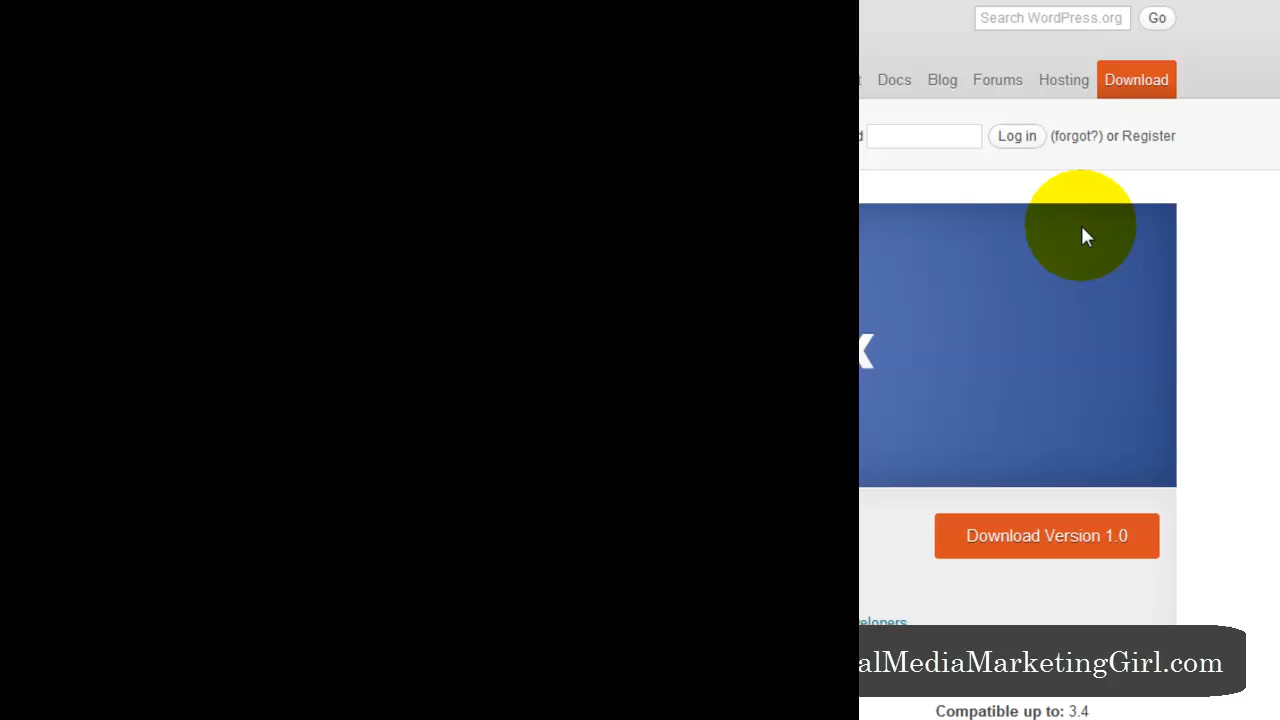 Search WordPress.org Go
Docs Blog Forums Hosting Download
Log in (forgot?) or Register
Download Version 1.0
alMediaMarketingGirl.com
Compatible up to: 3.4